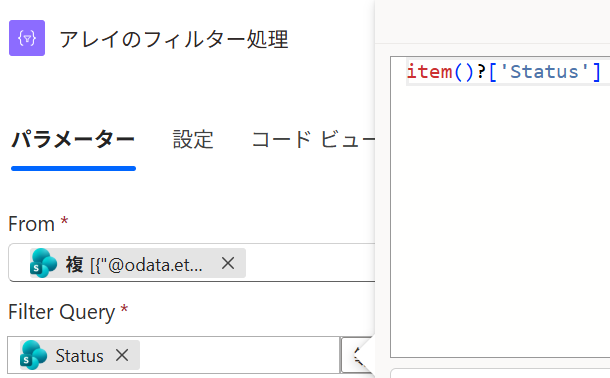 アレイのフィルター処理
item()?['Status']
パラメーター 設定 コード ビュー
From *
複 [{"@odata.et...
Filter Query *
Status